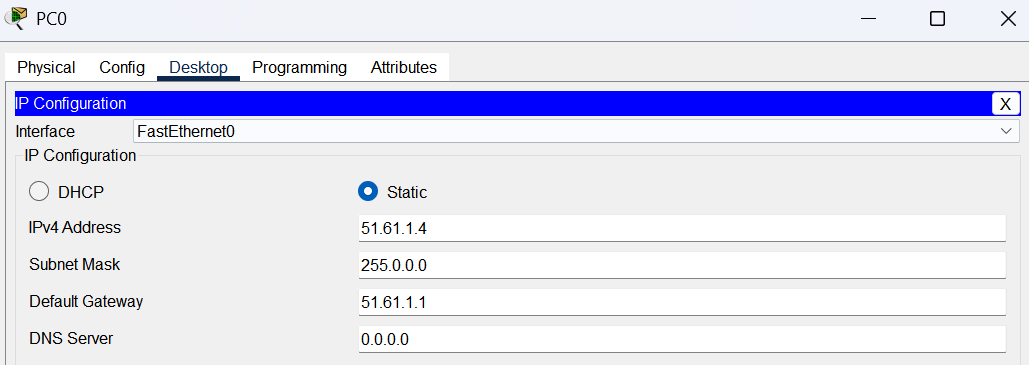 PC0
Physical Config Desktop Programming Attributes
IP Configuration X
Interface FastEthernet0
IP Configuration
DHCP Static
IPv4 Address 51.61.1.4
Subnet Mask 255.0.0.0
Default Gateway 51.61.1.1
DNS Server 0.0.0.0